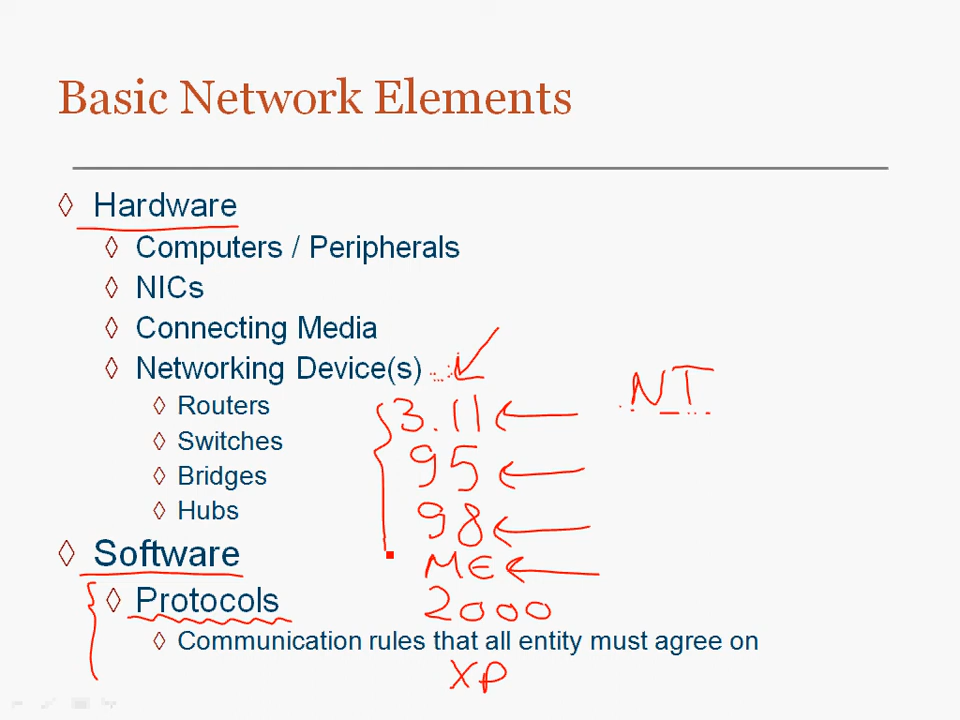 Basic Network Elements
Hardware
Computers / Peripherals
NICs
Connecting Media
Networking Device(s)
NT
Routers
3.11
Switches
95
Bridges
Hubs
98
Software
ME
Protocols
2000
Communication rules that all entity must agree on
XP